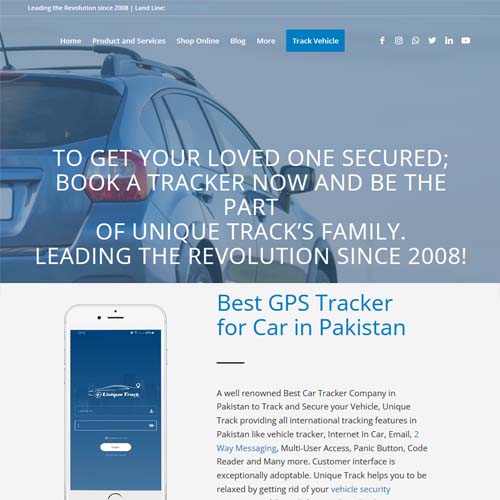 Leading the Revolution since 2008 | Land Line:
Home Product and Services Shop Online Blog More Track Vehicle
TO GET YOUR LOVED ONE SECURED;
BOOK A TRACKER NOW AND BE THE
PART
OF UNIQUE TRACK'S FAMILY.
LEADING THE REVOLUTION SINCE 2008!
Best GPS Tracker
for Car in Pakistan
Unique Track
A well renowned Best Car Tracker Company in
Pakistan to Track and Secure your Vehicle, Unique
Track providing all international tracking features in
Pakistan like vehicle tracker, Internet In Car, Email, 2
Way Messaging, Multi-User Access, Panic Button, Code
Reader and Many more. Customer interface is
exceptionally adoptable. Unique Track helps you to be
relaxed by getting rid of your vehicle security